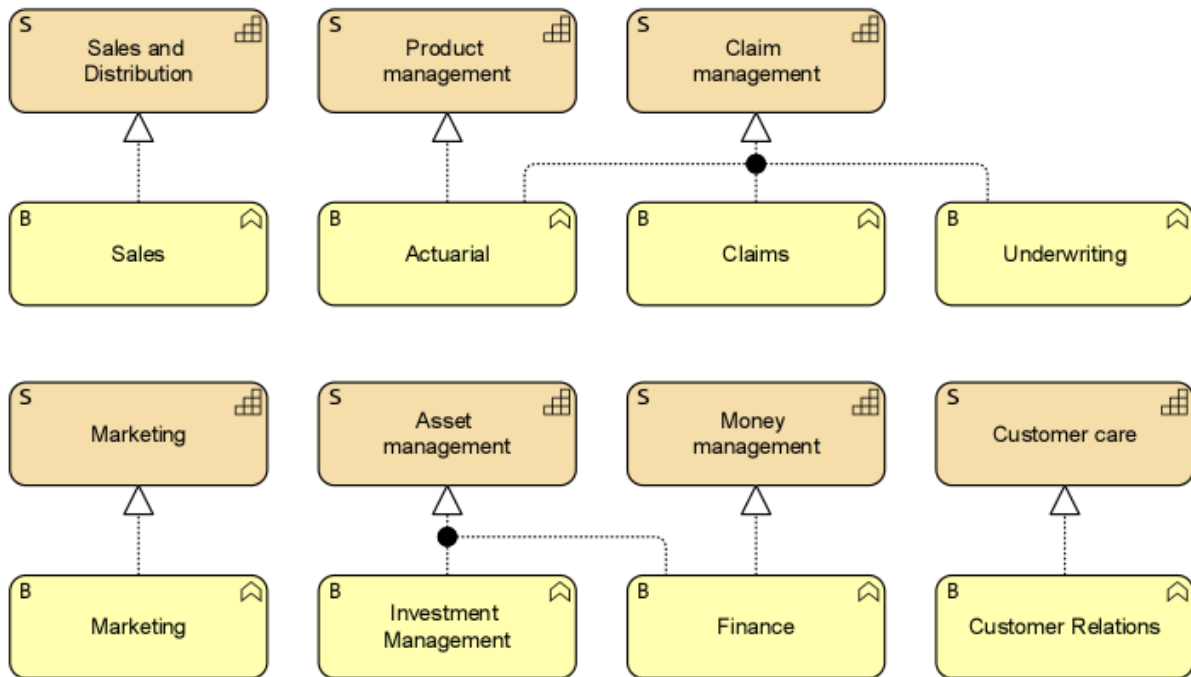 S
Sales and
Distribution
S
Product
management
S
Claim
management
B
Sales
B
Actuarial
B
Claims
B
Underwriting
S
Marketing
S
Asset
management
S
Money
management
S
Customer care
B
Marketing
B
Investment
Management
B
Finance
B
Customer Relations